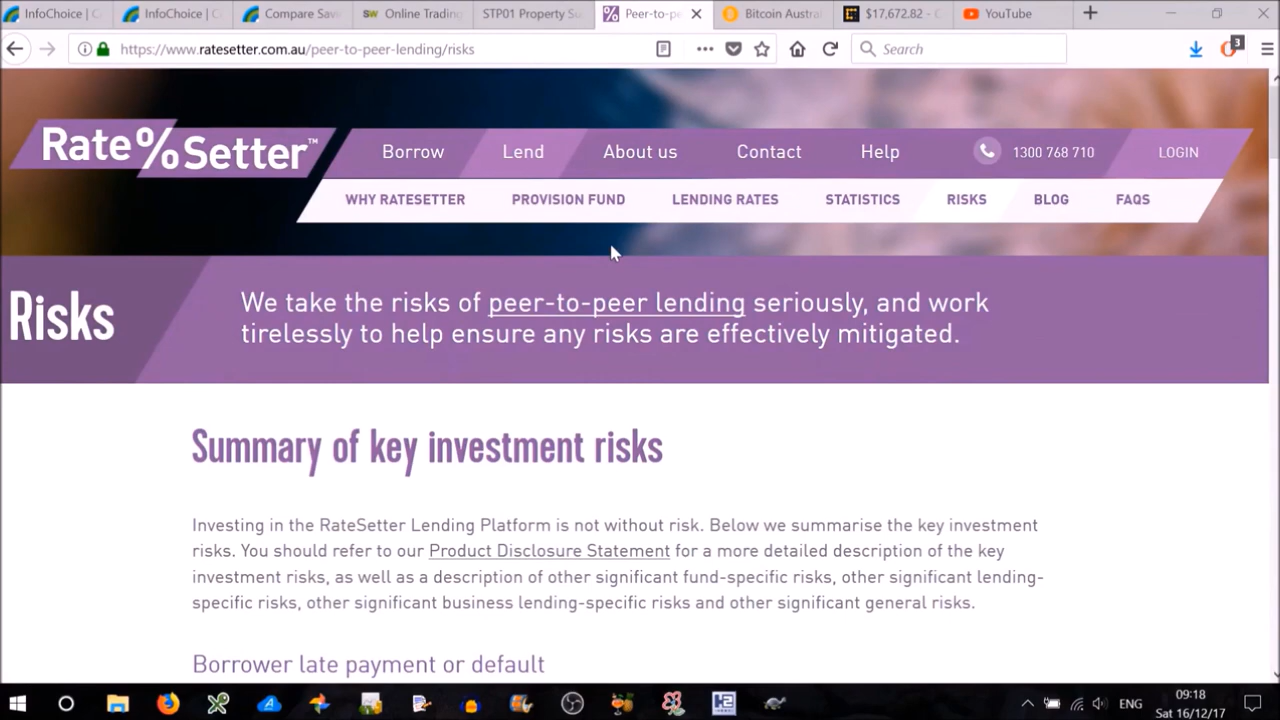 InfoChoice | C
InfoChoice | C
Compare Sav
Online Trading
STP01 Property Su
Peer-to-pe
Bitcoin Austral
$17,672.82 - G
YouTube
https://www.ratesetter.com.au/peer-to-peer-lending/risks
Search
3
Rate%Setter™
Borrow
Lend
About us
Contact
Help
1300 768 710
LOGIN
WHY RATESETTER
PROVISION FUND
LENDING RATES
STATISTICS
RISKS
BLOG
FAQS
Risks
We take the risks of peer-to-peer lending seriously, and work
tirelessly to help ensure any risks are effectively mitigated.
Summary of key investment risks
Investing in the RateSetter Lending Platform is not without risk. Below we summarise the key investment
risks. You should refer to our Product Disclosure Statement for a more detailed description of the key
investment risks, as well as a description of other significant fund-specific risks, other significant lending-
specific risks, other significant business lending-specific risks and other significant general risks.
Borrower late payment or default
ENG
09:18
Sat 16/12/17